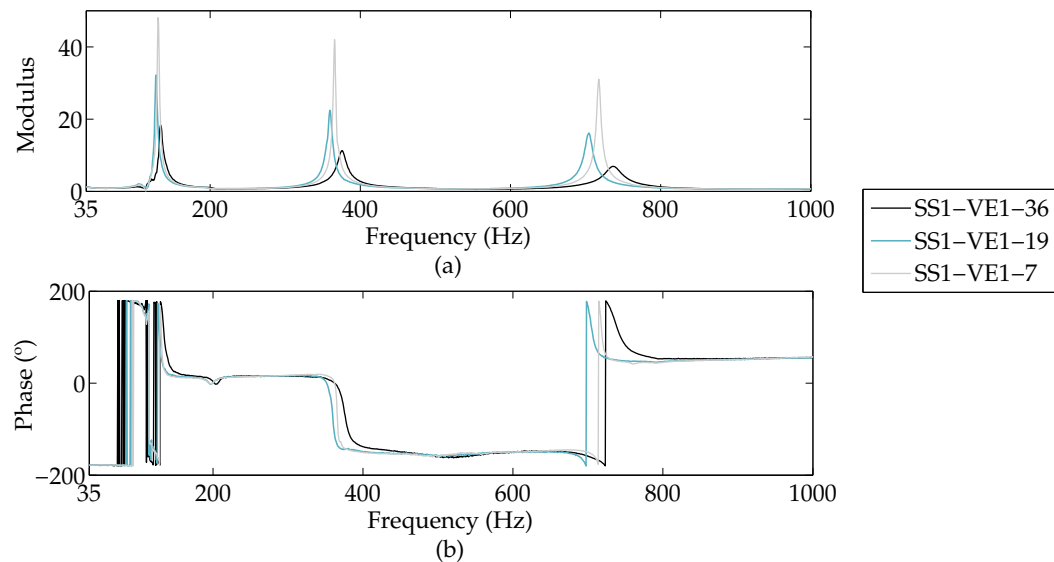 Modulus
40
20
0
35
200
400
600
800
1000
Frequency (Hz)
(a)
SS1–VE1–36
SS1–VE1–19
SS1–VE1–7
Phase (º)
200
0
−200
35
200
400
600
800
1000
Frequency (Hz)
(b)